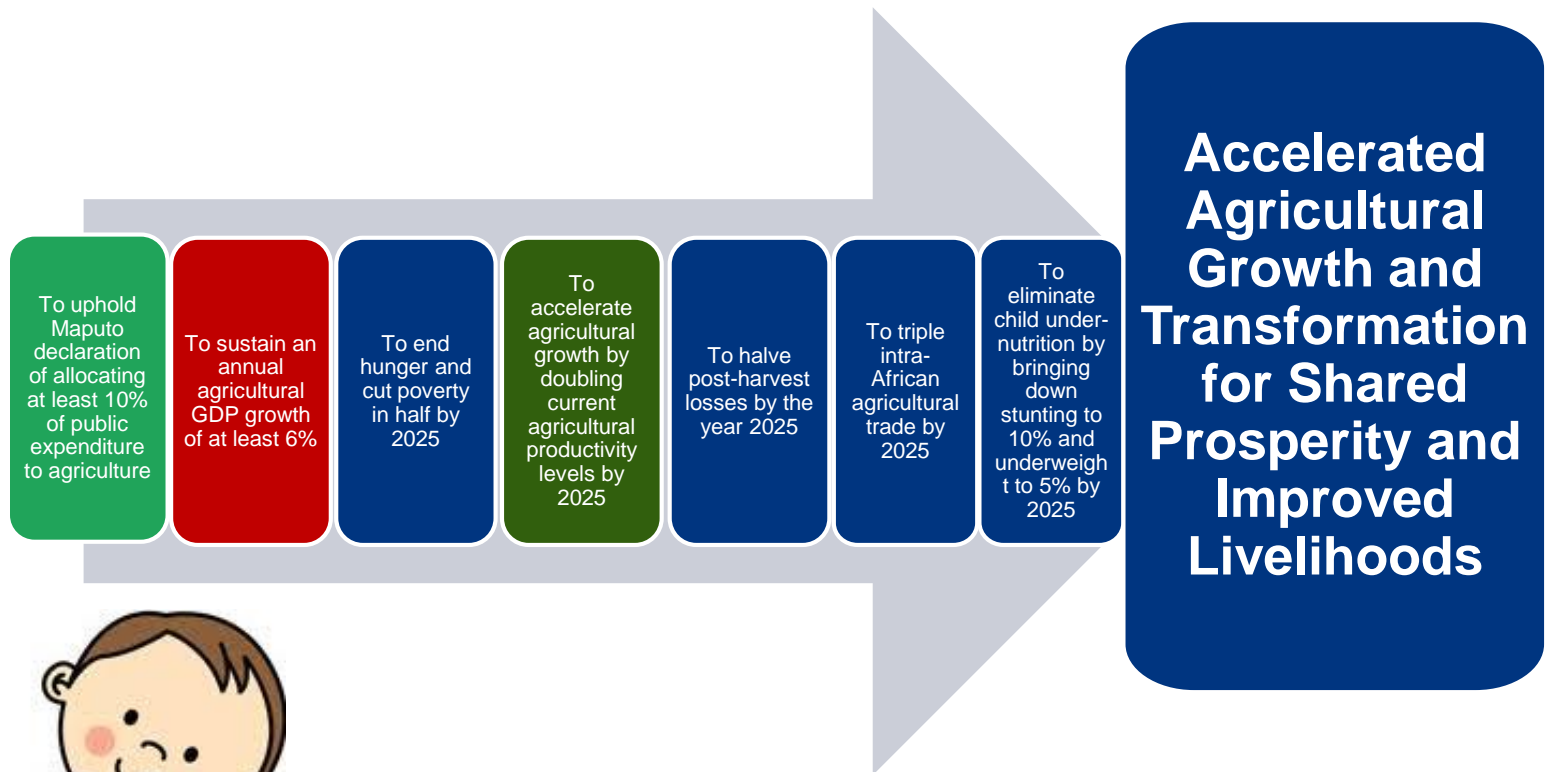 To uphold
Maputo
declaration
of allocating
at least 10%
of public
expenditure
to agriculture
To sustain an
annual
agricultural
GDP growth
of at least 6%
To end
hunger and
cut poverty
in half by
2025
To
accelerate
agricultural
growth by
doubling
current
agricultural
productivity
levels by
2025
To halve
post-harvest
losses by the
year 2025
To triple
intra-
African
agricultural
trade by
2025
To
eliminate
child under-
nutrition by
bringing
down
stunting to
10% and
underweigh
t to 5% by
2025
Accelerated
Agricultural
Growth and
Transformation
for Shared
Prosperity and
Improved
Livelihoods